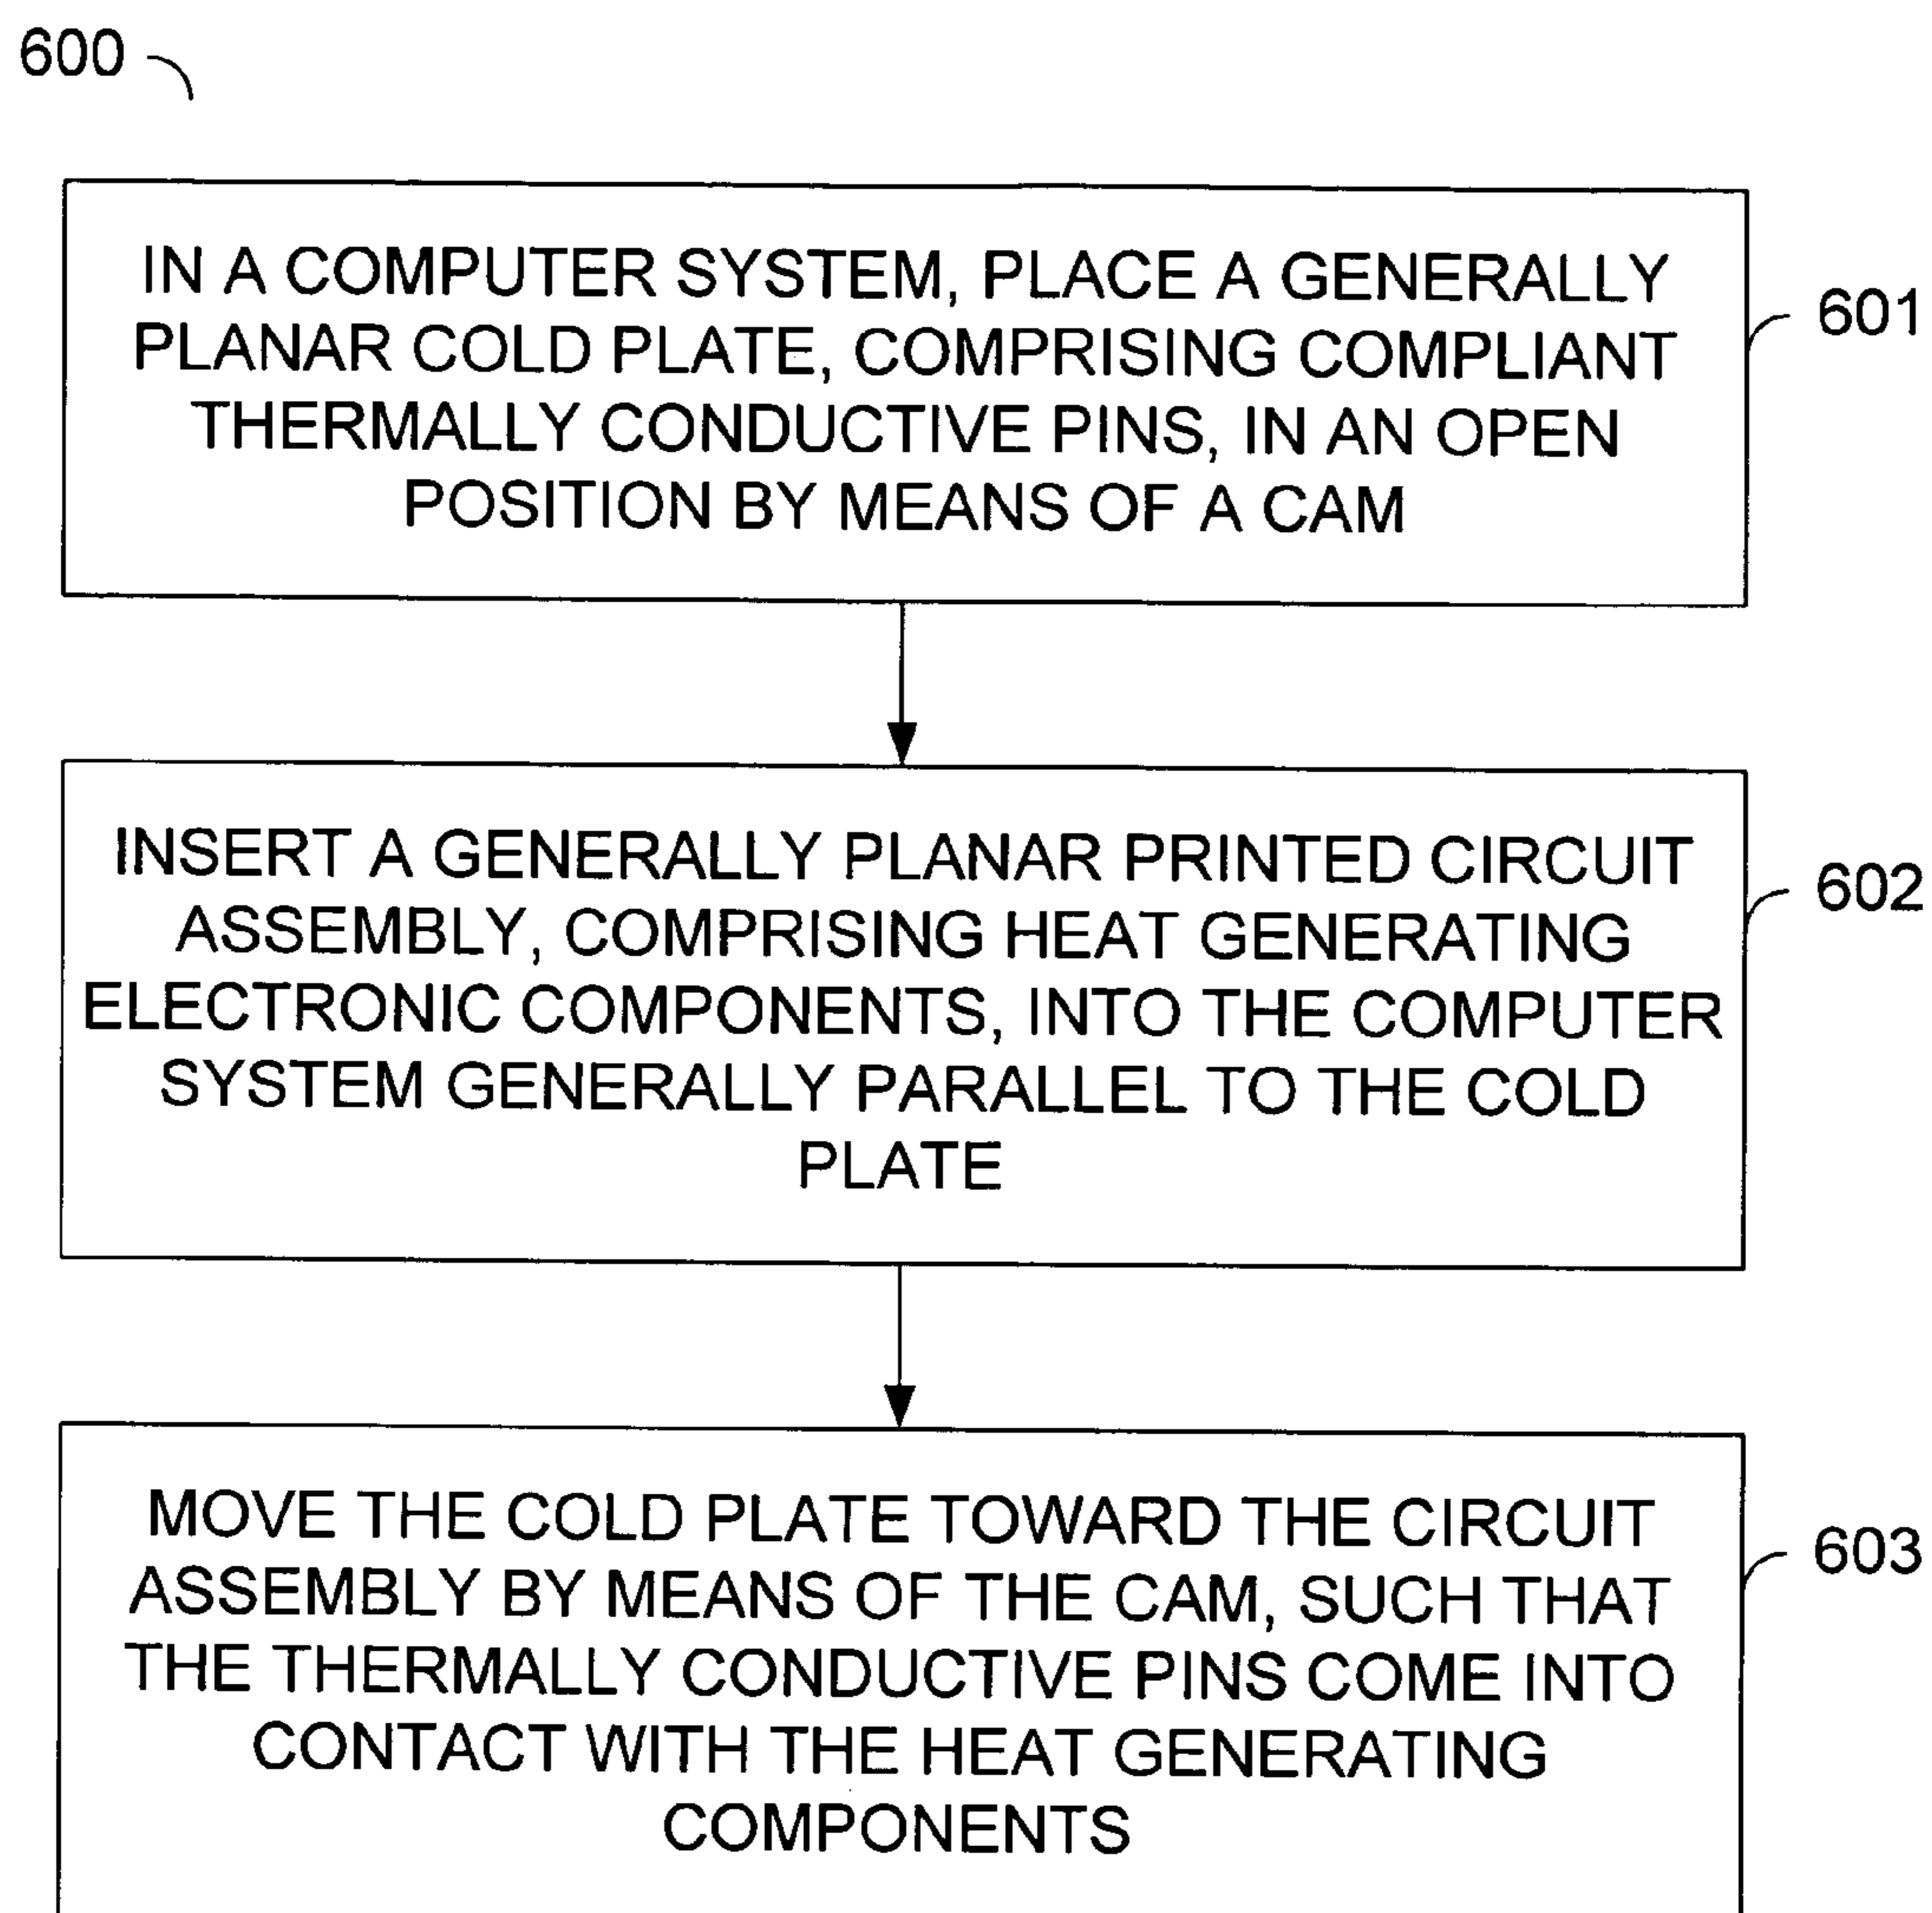 600
IN A COMPUTER SYSTEM, PLACE A GENERALLY
PLANAR COLD PLATE, COMPRISING COMPLIANT
THERMALLY CONDUCTIVE PINS, IN AN OPEN
POSITION BY MEANS OF A CAM
601
INSERT A GENERALLY PLANAR PRINTED CIRCUIT
ASSEMBLY, COMPRISING HEAT GENERATING
ELECTRONIC COMPONENTS, INTO THE COMPUTER
SYSTEM GENERALLY PARALLEL TO THE COLD
PLATE
602
MOVE THE COLD PLATE TOWARD THE CIRCUIT
ASSEMBLY BY MEANS OF THE CAM, SUCH THAT
THE THERMALLY CONDUCTIVE PINS COME INTO
CONTACT WITH THE HEAT GENERATING
COMPONENTS
603